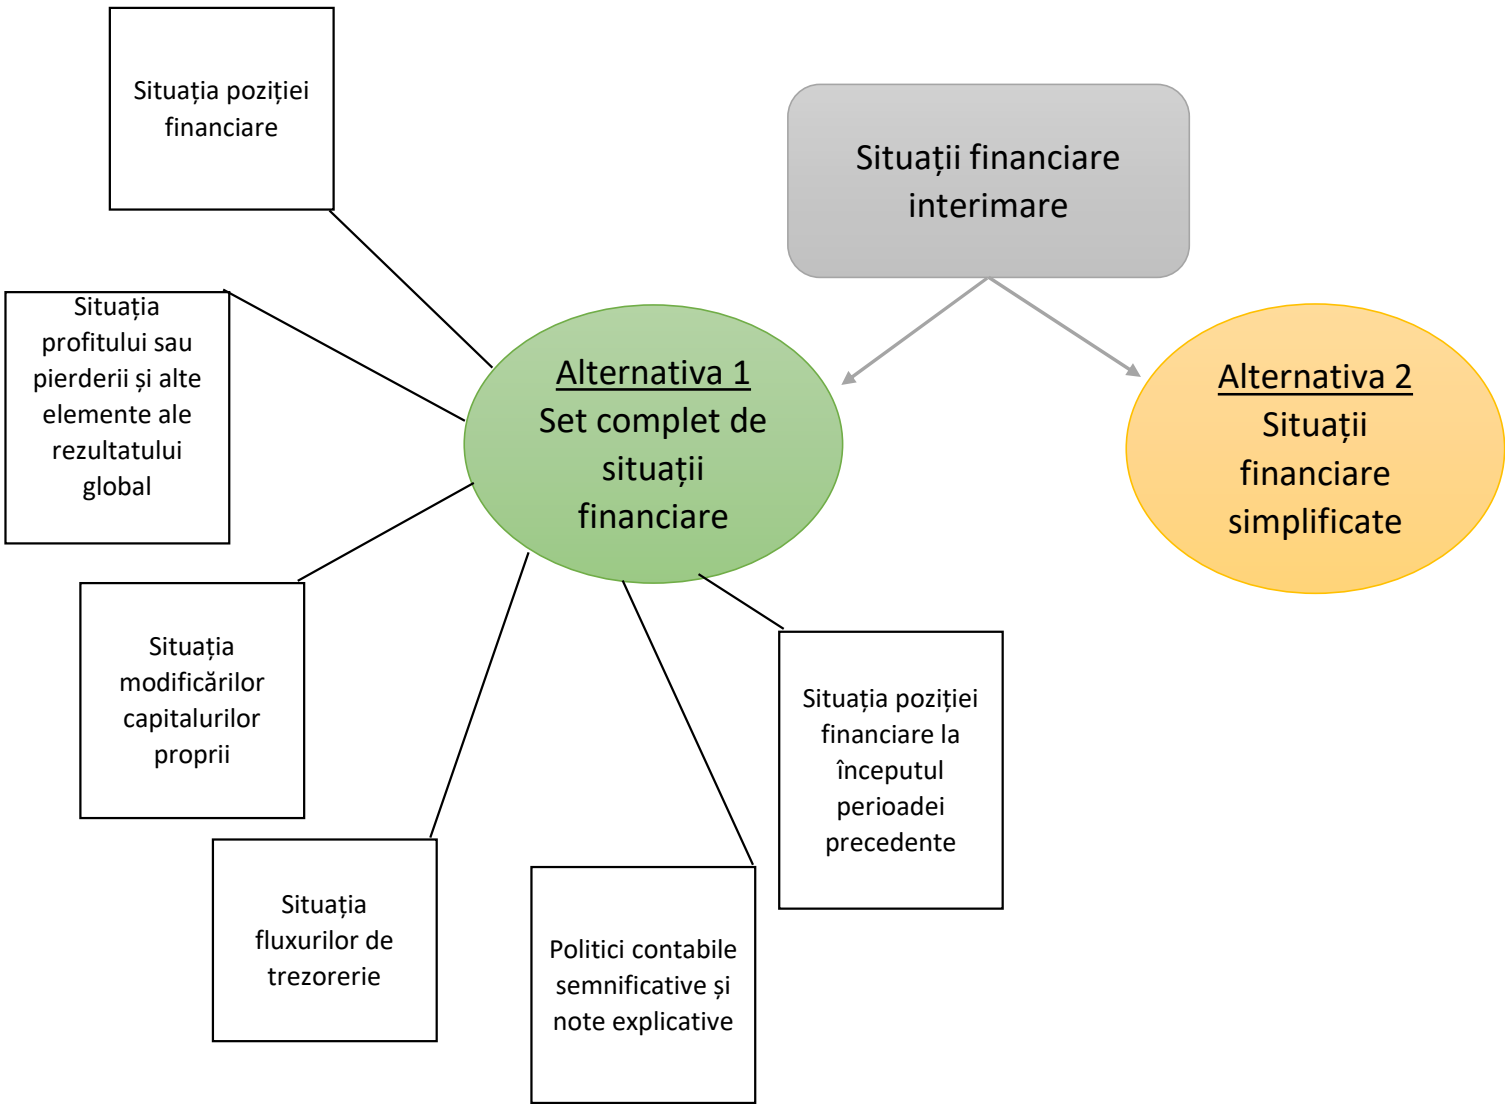 Situația poziției
financiare
Situații financiare
interimare
Situația
profitului sau
pierderii și alte
elemente ale
rezultatului
global
Alternativa 1
Set complet de
situații
financiare
Alternativa 2
Situații
financiare
simplificate
Situația
modificărilor
capitalurilor
proprii
Situația poziției
financiare la
începutul
perioadei
precedente
Situația
fluxurilor de
trezorerie
Politici contabile
semnificative și
note explicative